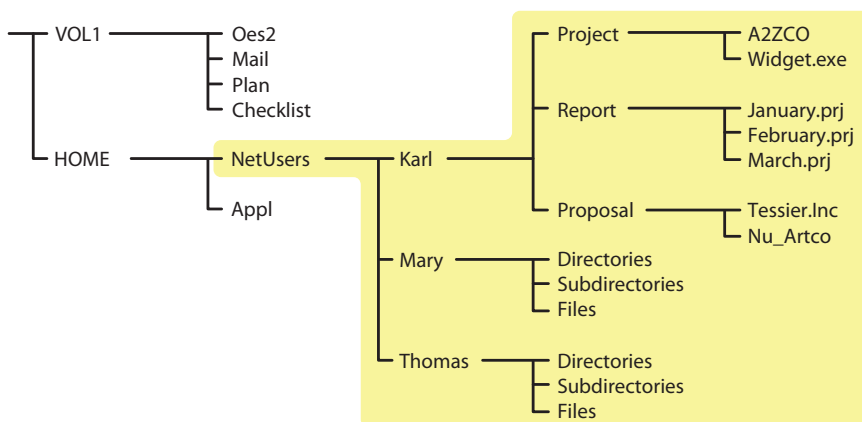 VOL1 Oes2 Project A2ZCO
Mail Widget.exe
Plan
Checklist Report January.prj
February.prj
HOME NetUsers Karl March.prj
Appl Proposal Tessier.Inc
Nu_Artco
Mary Directories
Subdirectories
Files
Thomas Directories
Subdirectories
Files